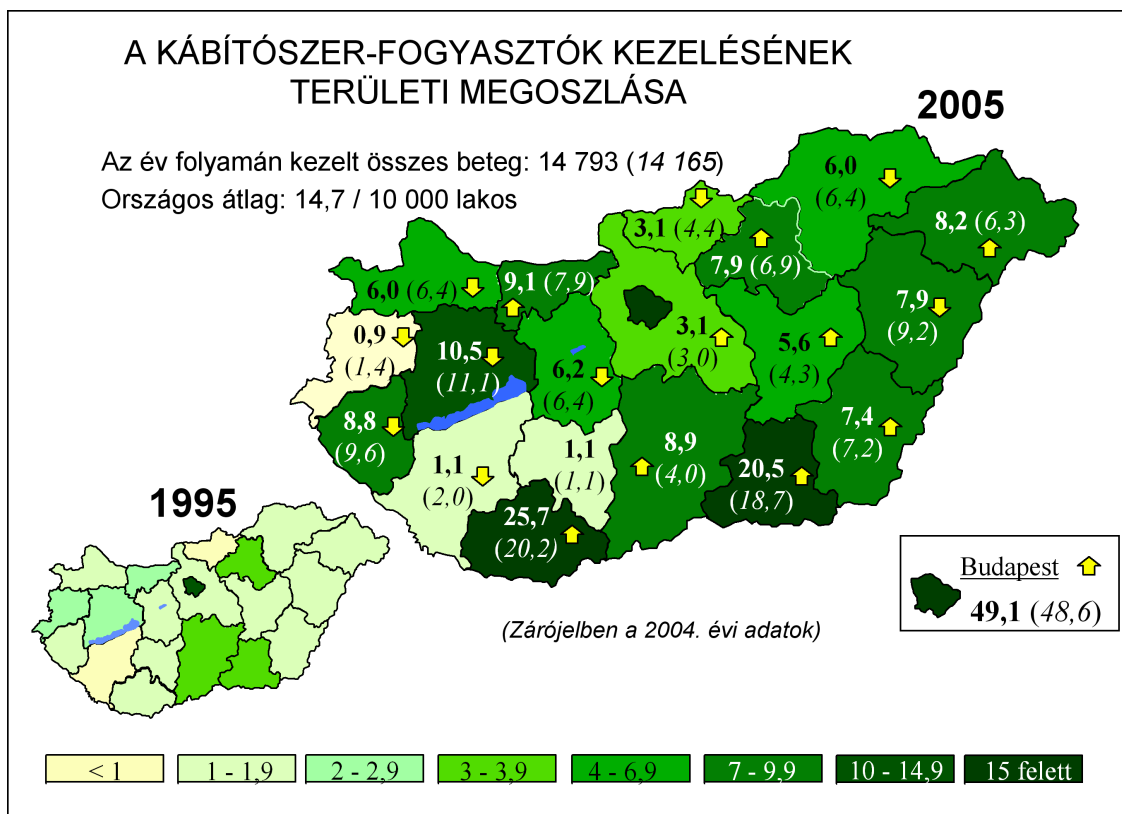 A KÁBÍTÓSZER-FOGYASZTÓK KEZELÉSÉNEK
TERÜLETI MEGOSZLÁSA
2005
Az év folyamán kezelt összes beteg: 14 793 (14 165)
Országos átlag: 14,7 / 10 000 lakos
6,0
(6,4)
8,2 (6,3)
3,1 (4,4)
7,9 (6,9)
9,1 (7,9)
6,0 (6,4)
7,9
(9,2)
0,9
(1,4)
10,5
(11,1)
6,2
(6,4)
3,1
(3,0)
5,6
(4,3)
8,8
(9,6)
7,4
(7,2)
1,1
(2,0)
1,1
(1,1)
8,9
(4,0)
20,5
(18,7)
25,7
(20,2)
1995
Budapest
49,1 (48,6)
(Zárójelben a 2004. évi adatok)
< 1
1 - 1,9
2 - 2,9
3 - 3,9
4 - 6,9
7 - 9,9
10 - 14,9
15 felett